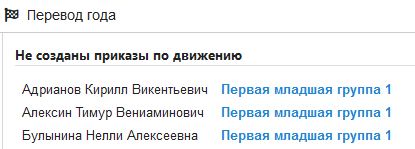 Перевод года
Не созданы приказы по движению
Адрианов Кирилл Викентьевич Первая младшая группа 1
Алексин Тимур Вениаминович Первая младшая группа 1
Булынина Нелли Алексеевна Первая младшая группа 1